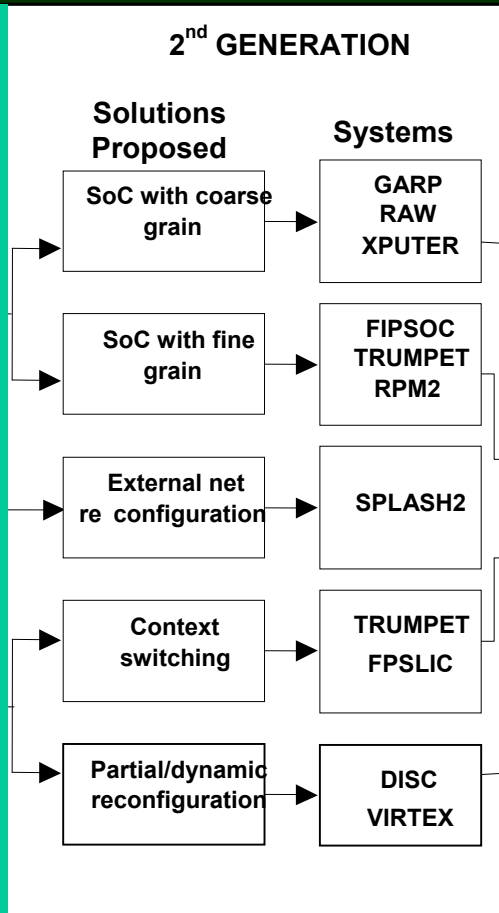 2nd GENERATION
Solutions
Proposed
Systems
SoC with coarse
grain
GARP
RAW
XPUTER
SoC with fine
grain
FIPSOC
TRUMPET
RPM2
External net
re configuration
SPLASH2
Context
switching
TRUMPET
FPSLIC
Partial/dynamic
reconfiguration
DISC
VIRTEX